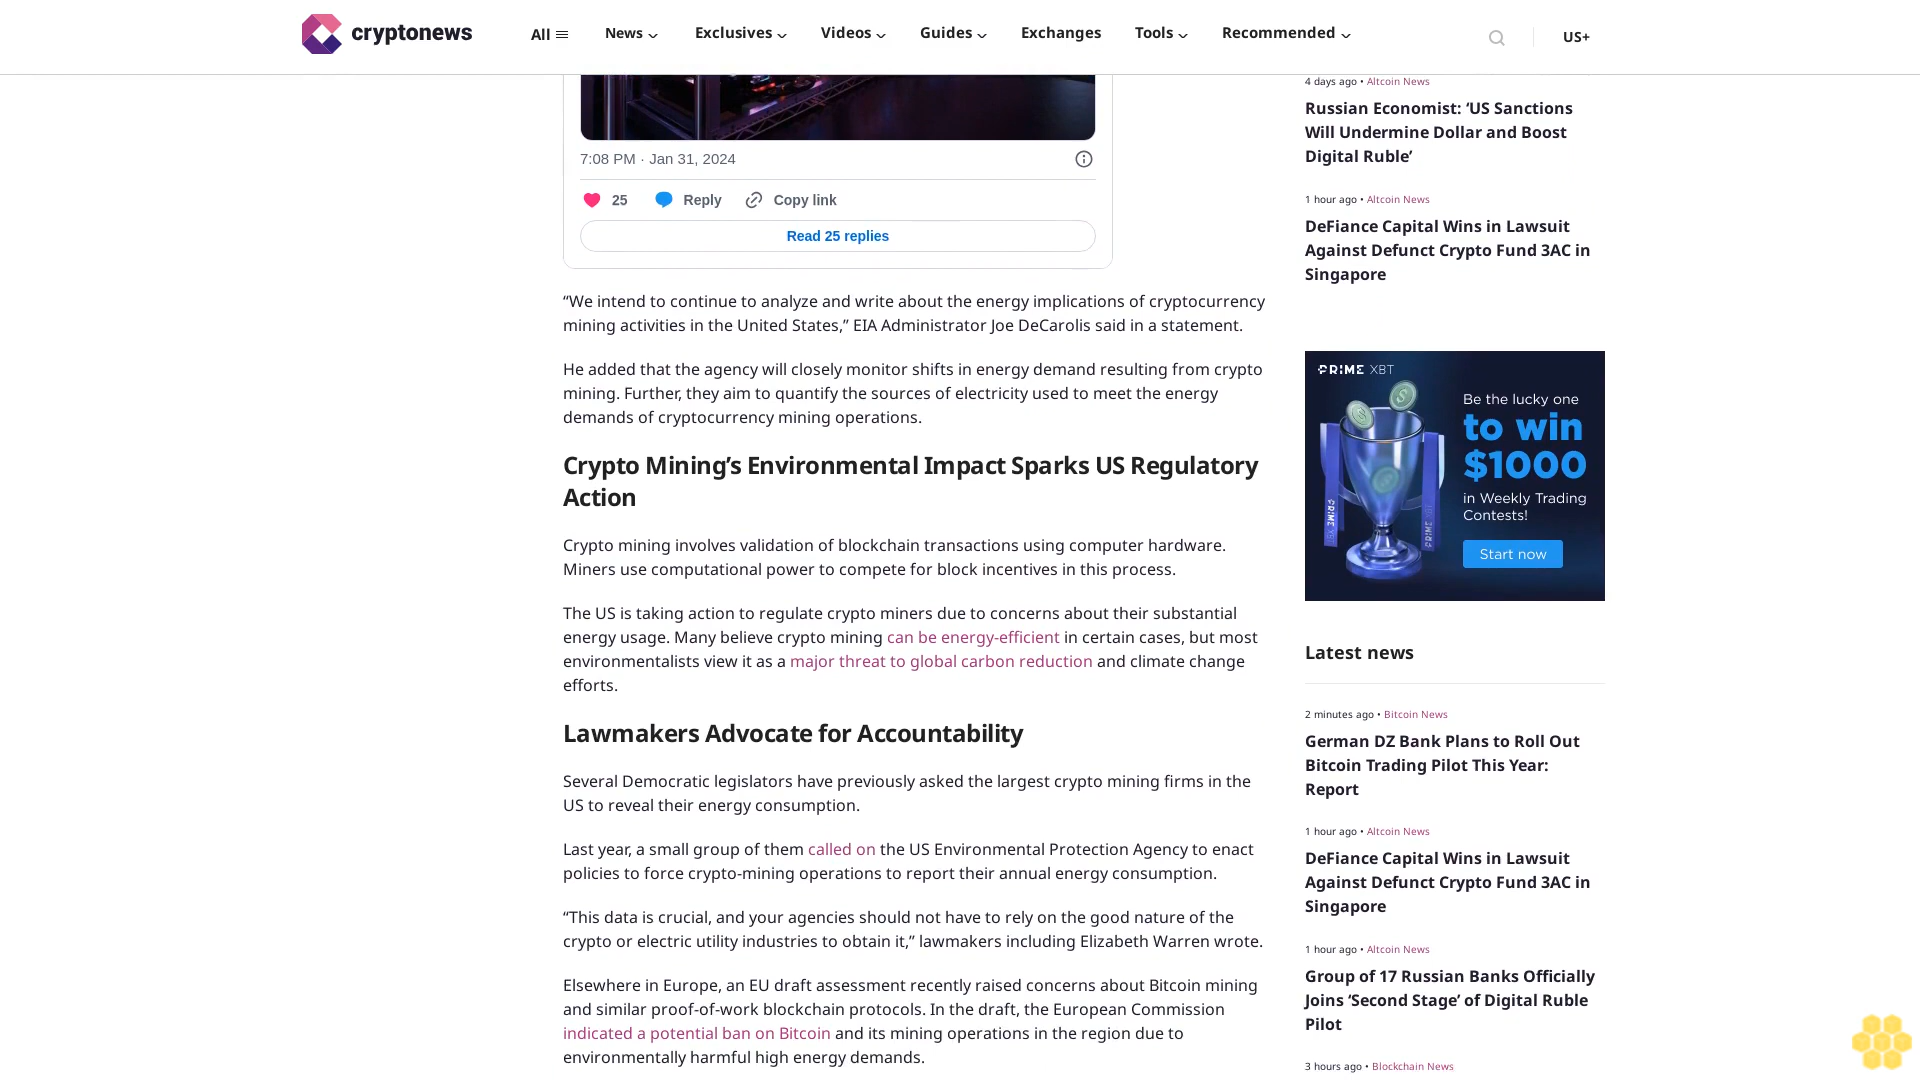 cryptonews
All
News
Exclusives
Videos
Guides
Exchanges
Tools
Recommended
US+
7:08 PM · Jan 31, 2024
25
Reply
Copy link
Read 25 replies
“We intend to continue to analyze and write about the energy implications of cryptocurrency
mining activities in the United States,” EIA Administrator Joe DeCarolis said in a statement.
He added that the agency will closely monitor shifts in energy demand resulting from crypto
mining. Further, they aim to quantify the sources of electricity used to meet the energy
demands of cryptocurrency mining operations.
Crypto Mining’s Environmental Impact Sparks US Regulatory
Action
Crypto mining involves validation of blockchain transactions using computer hardware.
Miners use computational power to compete for block incentives in this process.
The US is taking action to regulate crypto miners due to concerns about their substantial
energy usage. Many believe crypto mining can be energy-efficient in certain cases, but most
environmentalists view it as a major threat to global carbon reduction and climate change
efforts.
Lawmakers Advocate for Accountability
Several Democratic legislators have previously asked the largest crypto mining firms in the
US to reveal their energy consumption.
Last year, a small group of them called on the US Environmental Protection Agency to enact
policies to force crypto-mining operations to report their annual energy consumption.
“This data is crucial, and your agencies should not have to rely on the good nature of the
crypto or electric utility industries to obtain it,” lawmakers including Elizabeth Warren wrote.
Elsewhere in Europe, an EU draft assessment recently raised concerns about Bitcoin mining
and similar proof-of-work blockchain protocols. In the draft, the European Commission
indicated a potential ban on Bitcoin and its mining operations in the region due to
environmentally harmful high energy demands.
4 days ago • Altcoin News
Russian Economist: ‘US Sanctions
Will Undermine Dollar and Boost
Digital Ruble’
1 hour ago • Altcoin News
DeFiance Capital Wins in Lawsuit
Against Defunct Crypto Fund 3AC in
Singapore
PRIME XBT
Be the lucky one
to win
$1000
in Weekly Trading
Contests!
Start now
PRIME XBT
PRIME XBT
Latest news
2 minutes ago • Bitcoin News
German DZ Bank Plans to Roll Out
Bitcoin Trading Pilot This Year:
Report
1 hour ago • Altcoin News
DeFiance Capital Wins in Lawsuit
Against Defunct Crypto Fund 3AC in
Singapore
1 hour ago • Altcoin News
Group of 17 Russian Banks Officially
Joins ‘Second Stage’ of Digital Ruble
Pilot
3 hours ago • Blockchain News